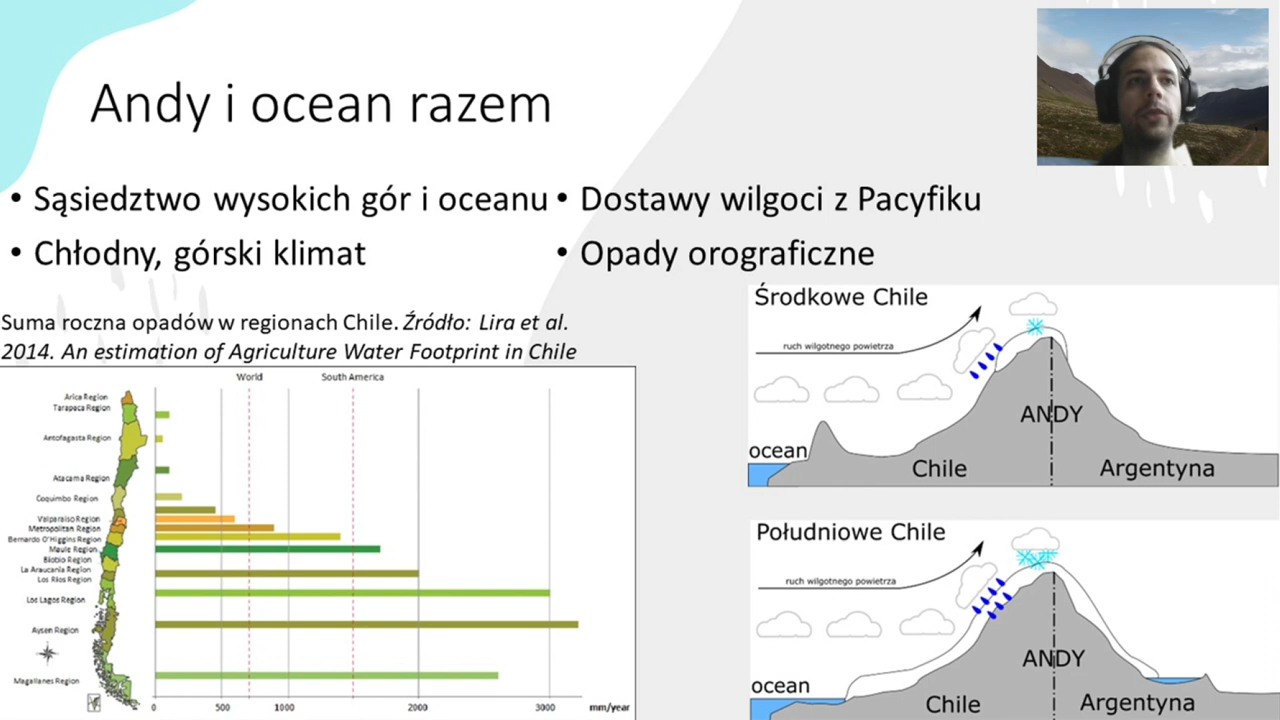 Andy i ocean razem
• Sąsiedztwo wysokich gór i oceanu
• Chłodny, górski klimat
• Dostawy wilgoci z Pacyfiku
• Opady orograficzne
Suma roczna opadów w regionach Chile. Źródło: Lira et al.
2014. An estimation of Agriculture Water Footprint in Chile
World
South America
Arica Region
Tarapaca Region
Antofagasta Region
Atacama Region
Coquimbo Region
Valparaiso Region
Metropolitan Region
Bernardo O'Higgins Region
Maule Region
Biobio Region
La Araucanía Region
Los Ríos Region
Los Lagos Region
Aysen Region
Magallanes Region
0
500
1000
2000
3000
mm/year
Środkowe Chile
ruch wilgotnego powietrza
ANDY
ocean
Chile
Argentyna
Południowe Chile
ruch wilgotnego powietrza
ANDY
ocean
Chile
Argentyna